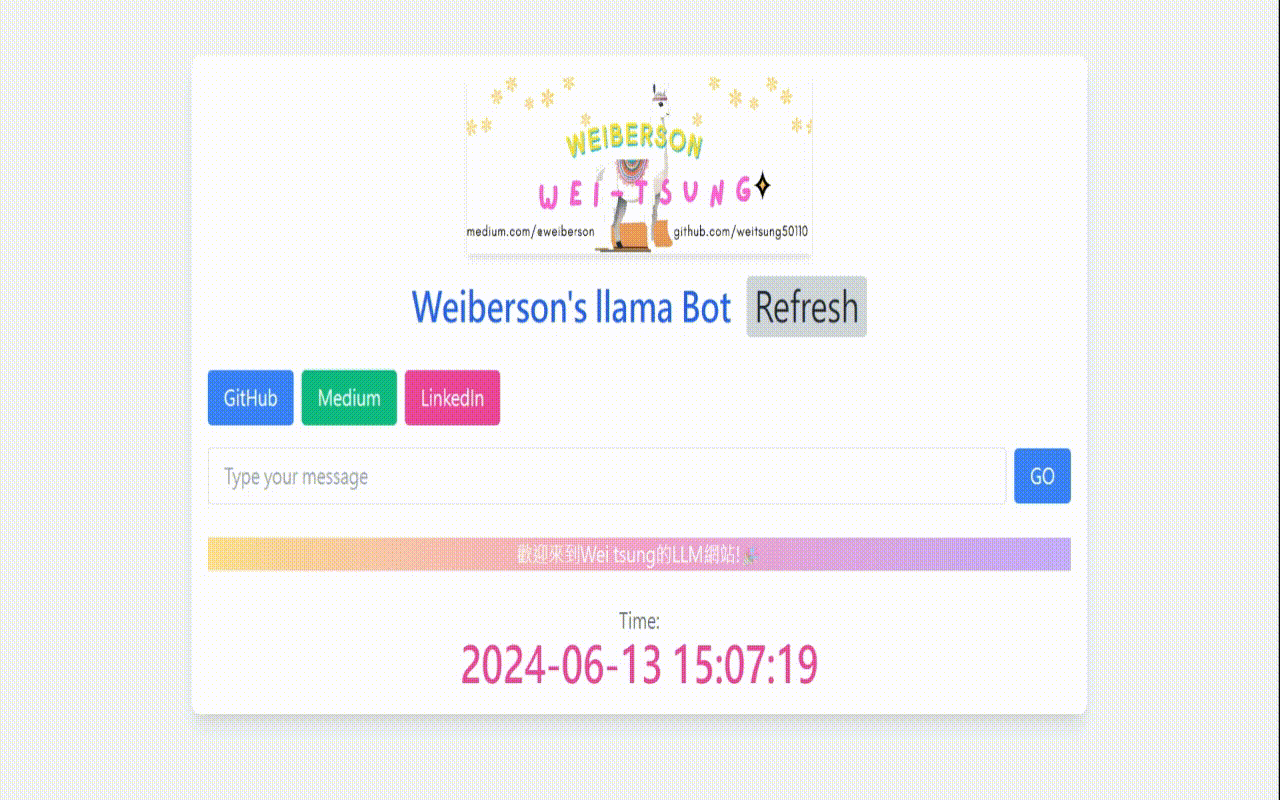 WEIBERSON
WEI-TSUNG
medium.com/@weiberson github.com/weitsung50110
Weiberson's llama Bot Refresh
GitHub Medium LinkedIn
Type your message GO
歡迎來到Wei tsung的LLM網站!
Time:
2024-06-13 15:07:19